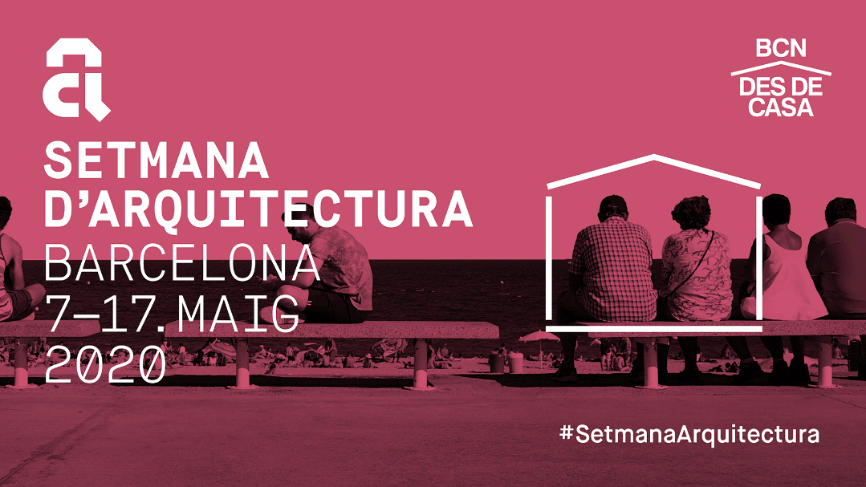 SETMANA
D'ARQUITECTURA
BARCELONA
7–17. MAIG
2020
BCN
DES DE
CASA
#SetmanaArquitectura